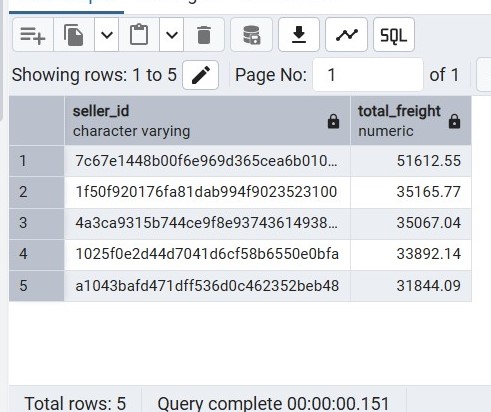 SQL
Showing rows: 1 to 5 Page No: 1 of 1
seller_id total_freight
character varying numeric
1 7c67e1448b00f6e969d365cea6b010... 51612.55
2 1f50f920176fa81dab994f9023523100 35165.77
3 4a3ca9315b744ce9f8e93743614938... 35067.04
4 1025f0e2d44d7041d6cf58b6550e0bfa 33892.14
5 a1043bafd471dff536d0c462352beb48 31844.09
Total rows: 5 Query complete 00:00:00.151